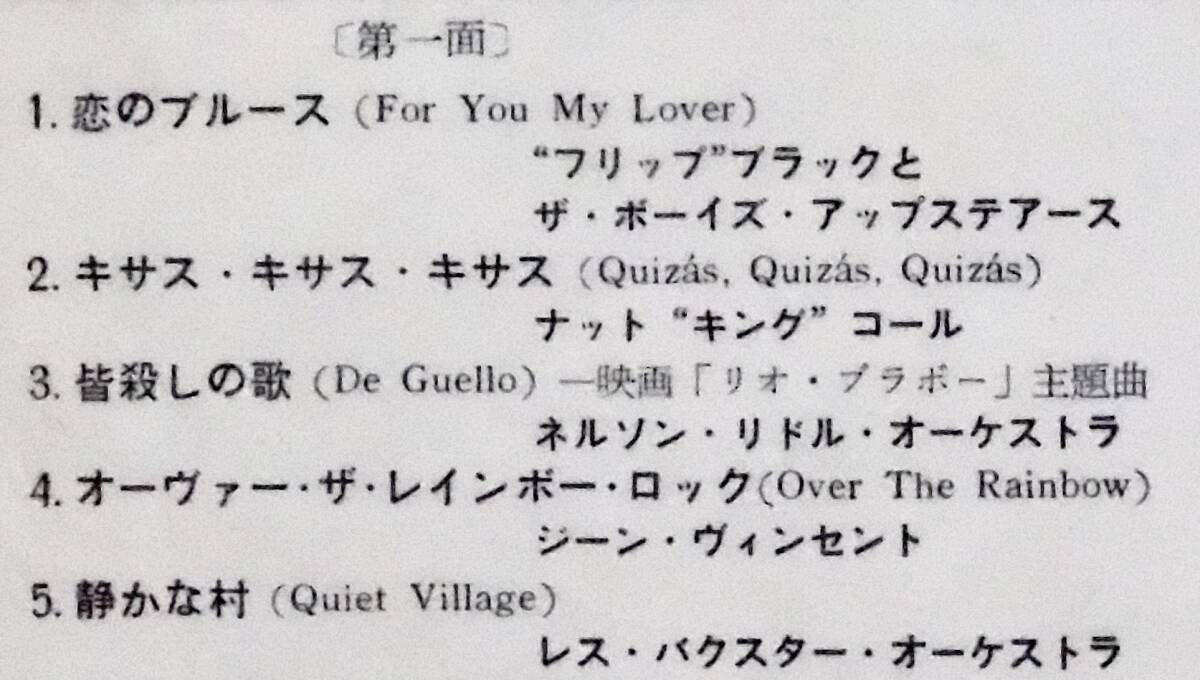 〔第一面〕
1. 恋のブルース (For You My Lover)
“フリップ”ブラックと
ザ・ボーイズ・アップステアース
2. キサス・キサス・キサス (Quizás, Quizás, Quizás)
ナット “キング” コール
3. 皆殺しの歌 (De Guello) —映画「リオ・ブラボー」主題曲
ネルソン・リドル・オーケストラ
4. オーヴァー・ザ・レインボー・ロック(Over The Rainbow)
ジーン・ヴィンセント
5. 静かな村 (Quiet Village)
レス・バクスター・オーケストラ